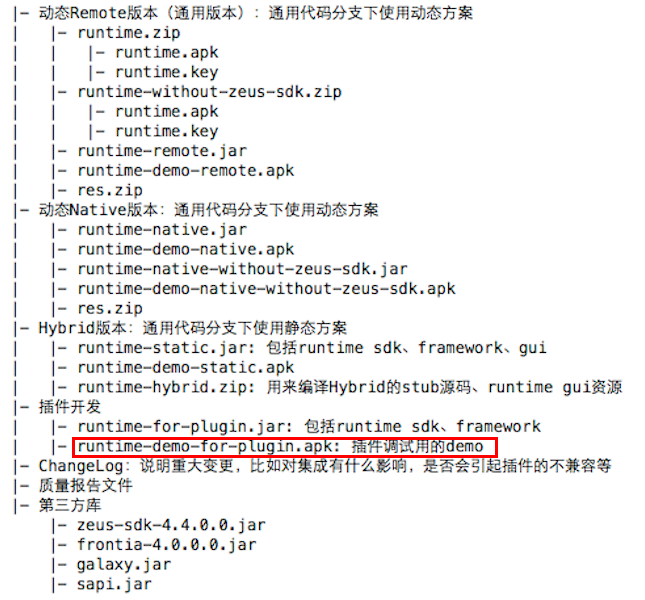 |- 动态Remote版本（通用版本）：通用代码分支下使用动态方案
|   |- runtime.zip
|   |   |- runtime.apk
|   |   |- runtime.key
|   |- runtime-without-zeus-sdk.zip
|   |   |- runtime.apk
|   |   |- runtime.key
|   |- runtime-remote.jar
|   |- runtime-demo-remote.apk
|   |- res.zip
|- 动态Native版本：通用代码分支下使用动态方案
|   |- runtime-native.jar
|   |- runtime-demo-native.apk
|   |- runtime-native-without-zeus-sdk.jar
|   |- runtime-demo-native-without-zeus-sdk.apk
|   |- res.zip
|- Hybrid版本：通用代码分支下使用静态方案
|   |- runtime-static.jar: 包括runtime sdk、framework、gui
|   |- runtime-demo-static.apk
|   |- runtime-hybrid.zip: 用来编译Hybrid的stub源码、runtime gui资源
|- 插件开发
|   |- runtime-for-plugin.jar: 包括runtime sdk、framework
|   |- runtime-demo-for-plugin.apk: 插件调试用的demo
|- ChangeLog: 说明重大变更，比如对集成有什么影响，是否会引起插件的不兼容等
|- 质量报告文件
|- 第三方库
    |- zeus-sdk-4.4.0.0.jar
    |- frontia-4.0.0.0.jar
    |- galaxy.jar
    |- sapi.jar